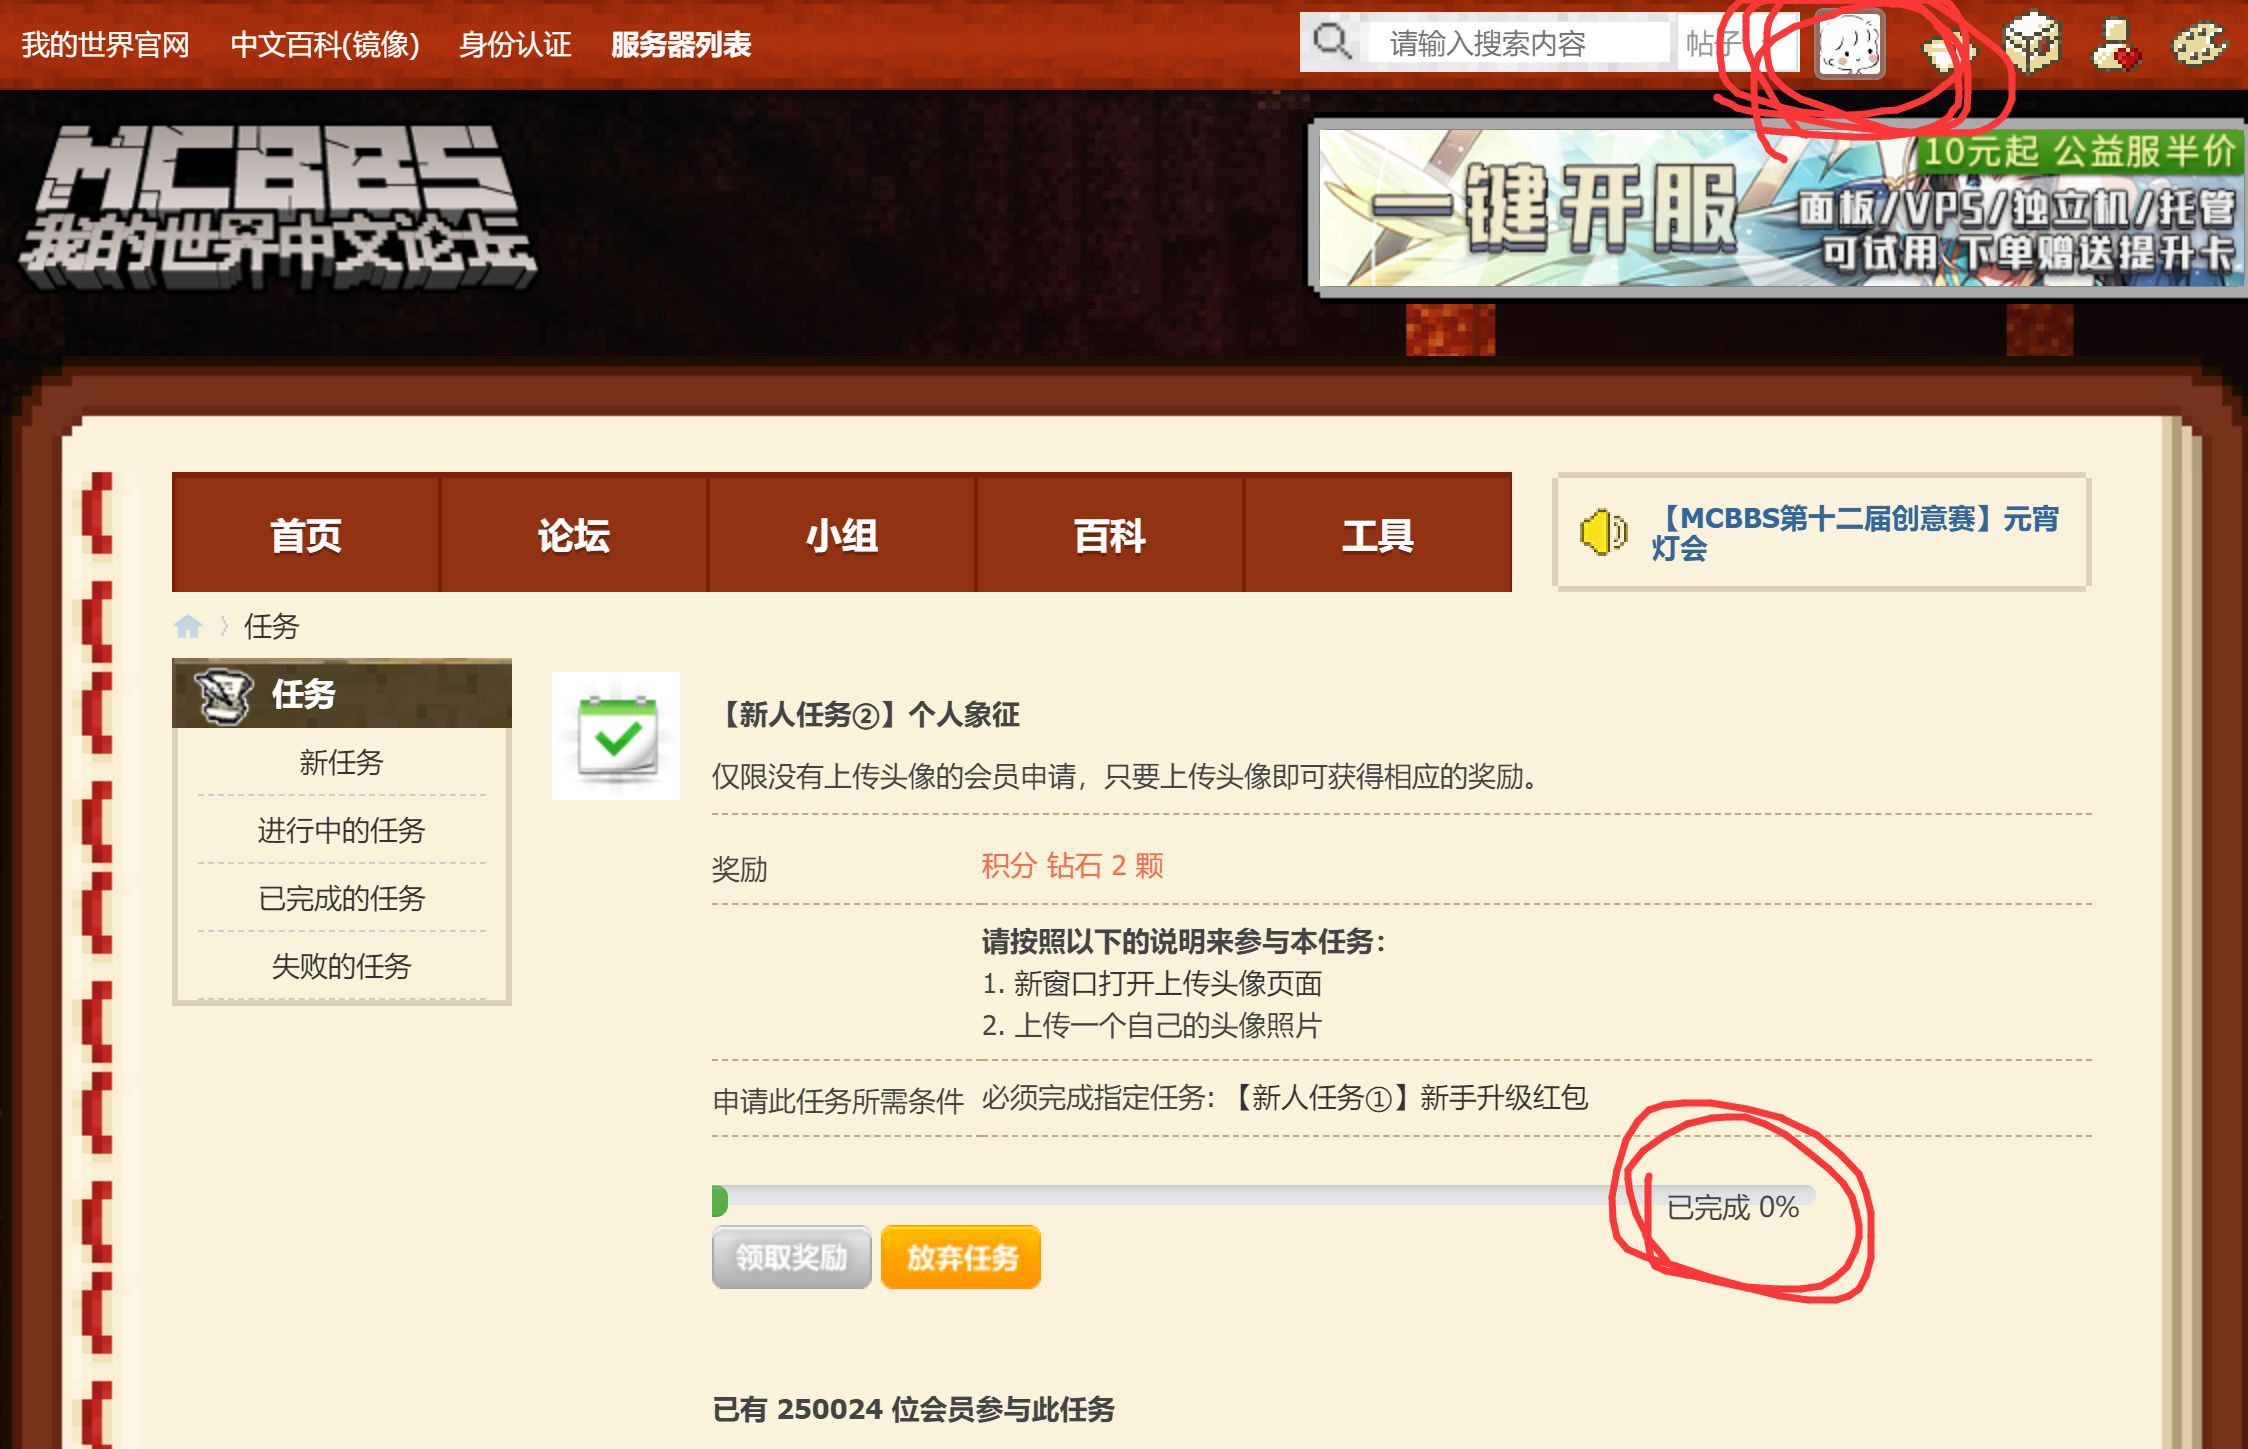 我的世界官网 中文百科(镜像) 身份认证 服务器列表
请输入搜索内容 帖子
MCBBS
我的世界中文论坛
10元起 公益服半价
一键开服
面板/VPS/独立机/托管
可试用 下单赠送提升卡
首页 论坛 小组 百科 工具
【MCBBS第十二届创意赛】元宵
灯会
任务
任务
新任务
进行中的任务
已完成的任务
失败的任务
【新人任务②】个人象征
仅限没有上传头像的会员申请，只要上传头像即可获得相应的奖励。
奖励 积分 钻石 2 颗
请按照以下的说明来参与本任务：
1. 新窗口打开上传头像页面
2. 上传一个自己的头像照片
申请此任务所需条件 必须完成指定任务: 【新人任务①】新手升级红包
已完成 0%
领取奖励 放弃任务
已有 250024 位会员参与此任务